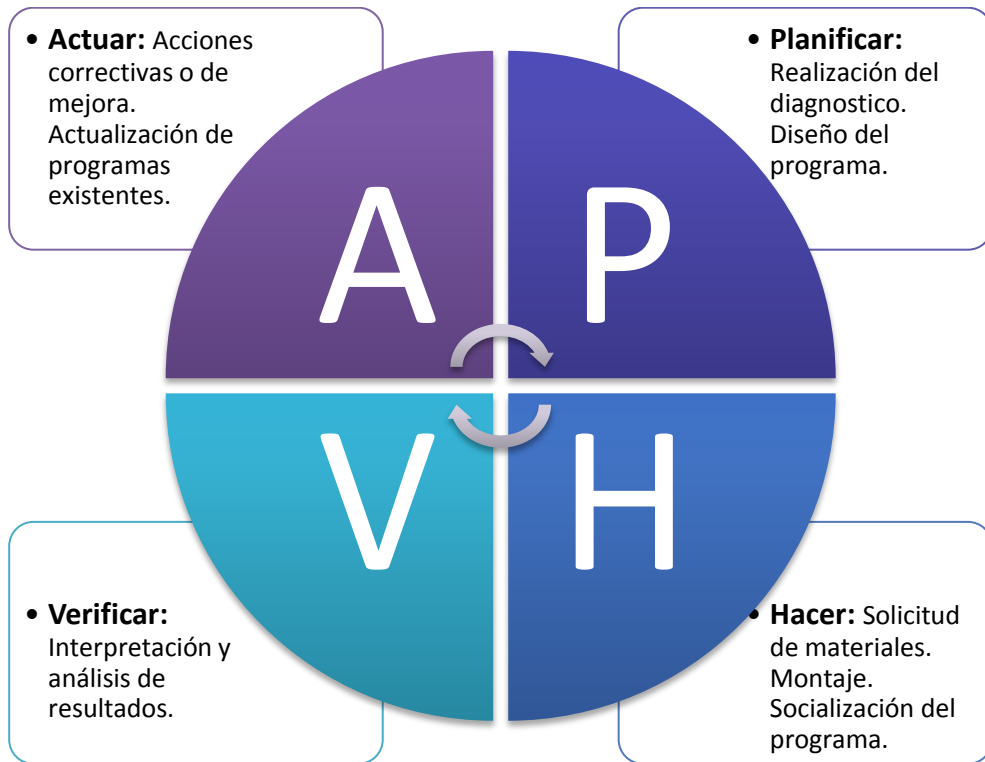 • Actuar: Acciones
correctivas o de
mejora.
Actualización de
programas
existentes.
• Planificar:
Realización del
diagnostico.
Diseño del
programa.
A
P
V
H
• Verificar:
Interpretación y
análisis de
resultados.
• Hacer: Solicitud
de materiales.
Montaje.
Socialización del
programa.